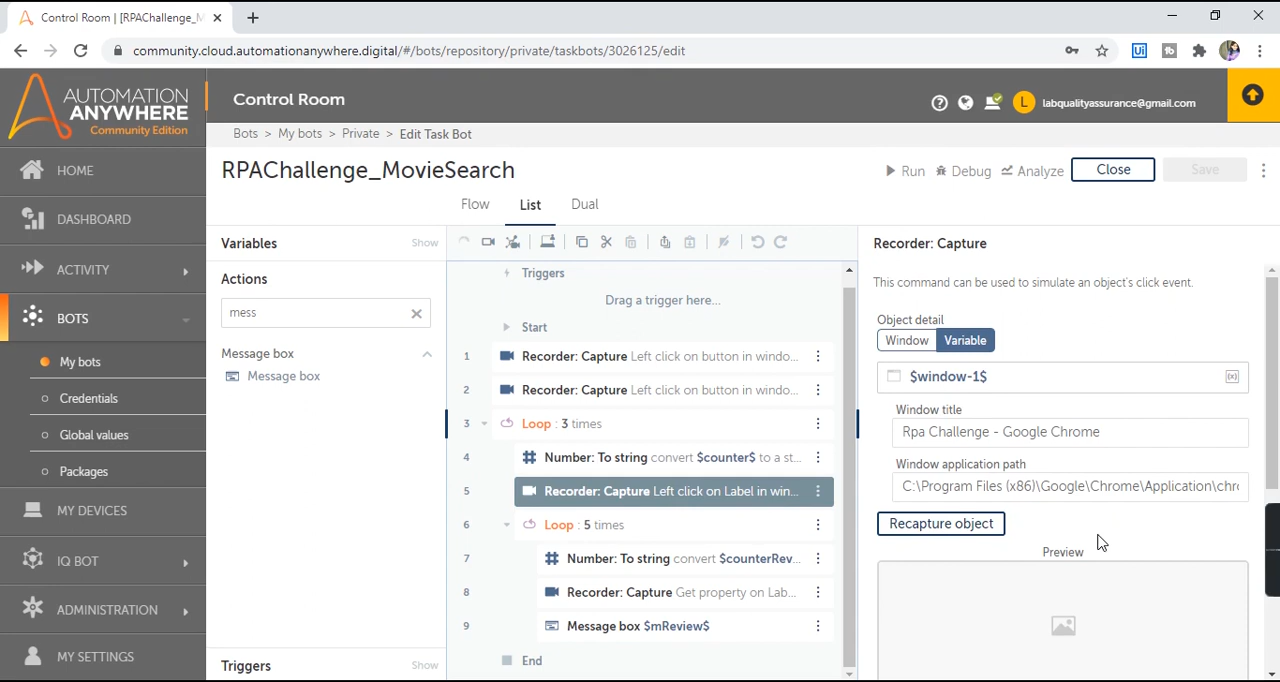 Control Room | [RPAChallenge_M
community.cloud.automationanywhere.digital/#/bots/repository/private/taskbots/3026125/edit
AUTOMATION
ANYWHERE
Community Edition
Control Room
L labqualityassurance@gmail.com
Bots > My bots > Private > Edit Task Bot
RPAChallenge_MovieSearch
Run Debug Analyze Close Save
Flow List Dual
HOME
DASHBOARD
ACTIVITY
BOTS
My bots
Credentials
Global values
Packages
MY DEVICES
IQ BOT
ADMINISTRATION
MY SETTINGS
Variables Show
Actions
mess
Message box
Message box
Triggers Show
Triggers
Drag a trigger here...
Start
1 Recorder: Capture Left click on button in windo...
2 Recorder: Capture Left click on button in windo...
3 Loop : 3 times
4 Number: To string convert $counter$ to a st...
5 Recorder: Capture Left click on Label in win...
6 Loop : 5 times
7 Number: To string convert $counterRev...
8 Recorder: Capture Get property on Lab...
9 Message box $mReview$
End
Recorder: Capture
This command can be used to simulate an object's click event.
Object detail
Window Variable
$window-1$ (x)
Window title
Rpa Challenge - Google Chrome
Window application path
C:\Program Files (x86)\Google\Chrome\Application\chr
Recapture object
Preview